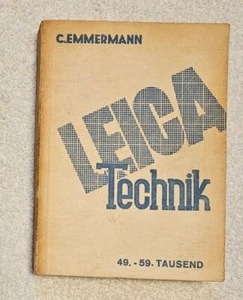 C.EMMERMANN
LEICA
Technik
49.-59. TAUSEND